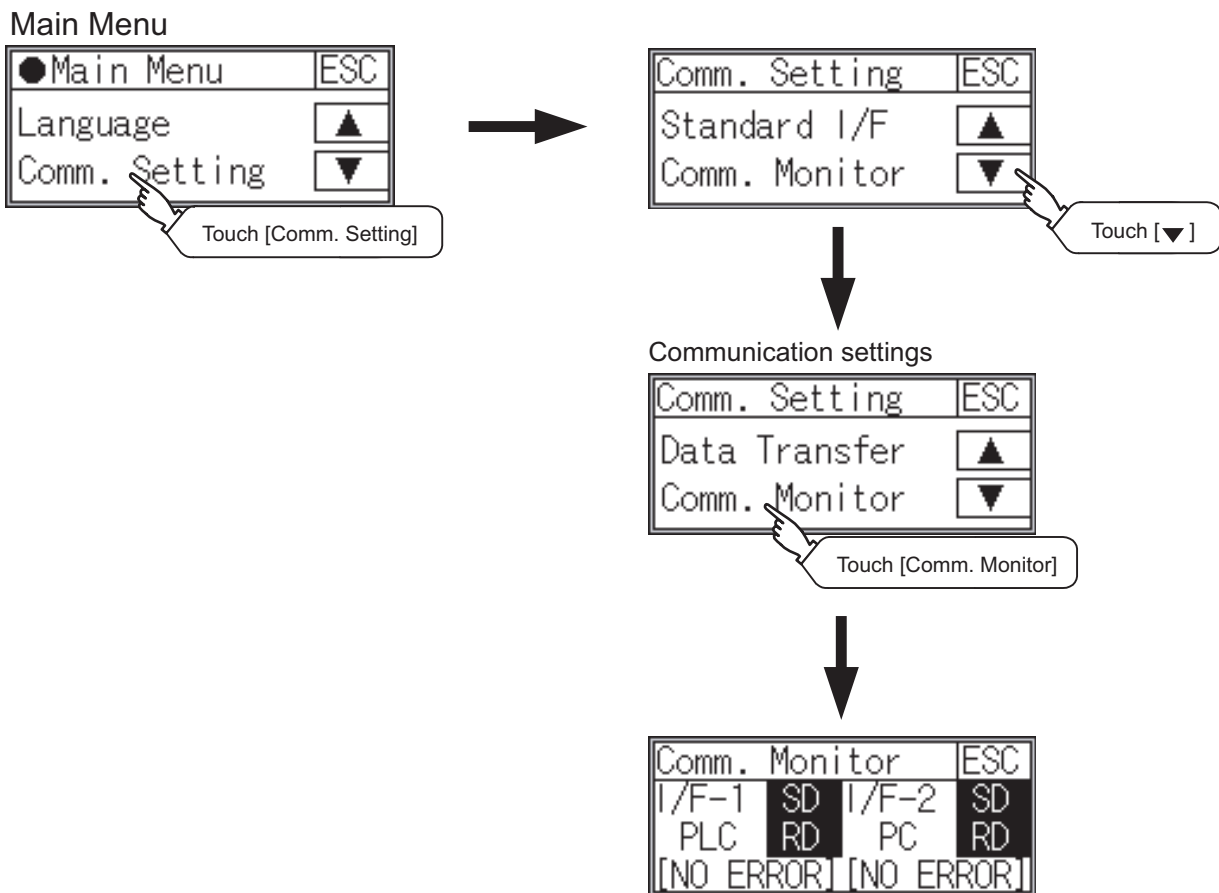 Main Menu
●Main Menu ESC
Language ▲
Comm. Setting ▼
Touch [Comm. Setting]
Comm. Setting ESC
Standard I/F ▲
Comm. Monitor ▼
Touch [▼]
Communication settings
Comm. Setting ESC
Data Transfer ▲
Comm. Monitor ▼
Touch [Comm. Monitor]
Comm. Monitor ESC
I/F-1 SD I/F-2 SD
PLC RD PC RD
[NO ERROR] [NO ERROR]